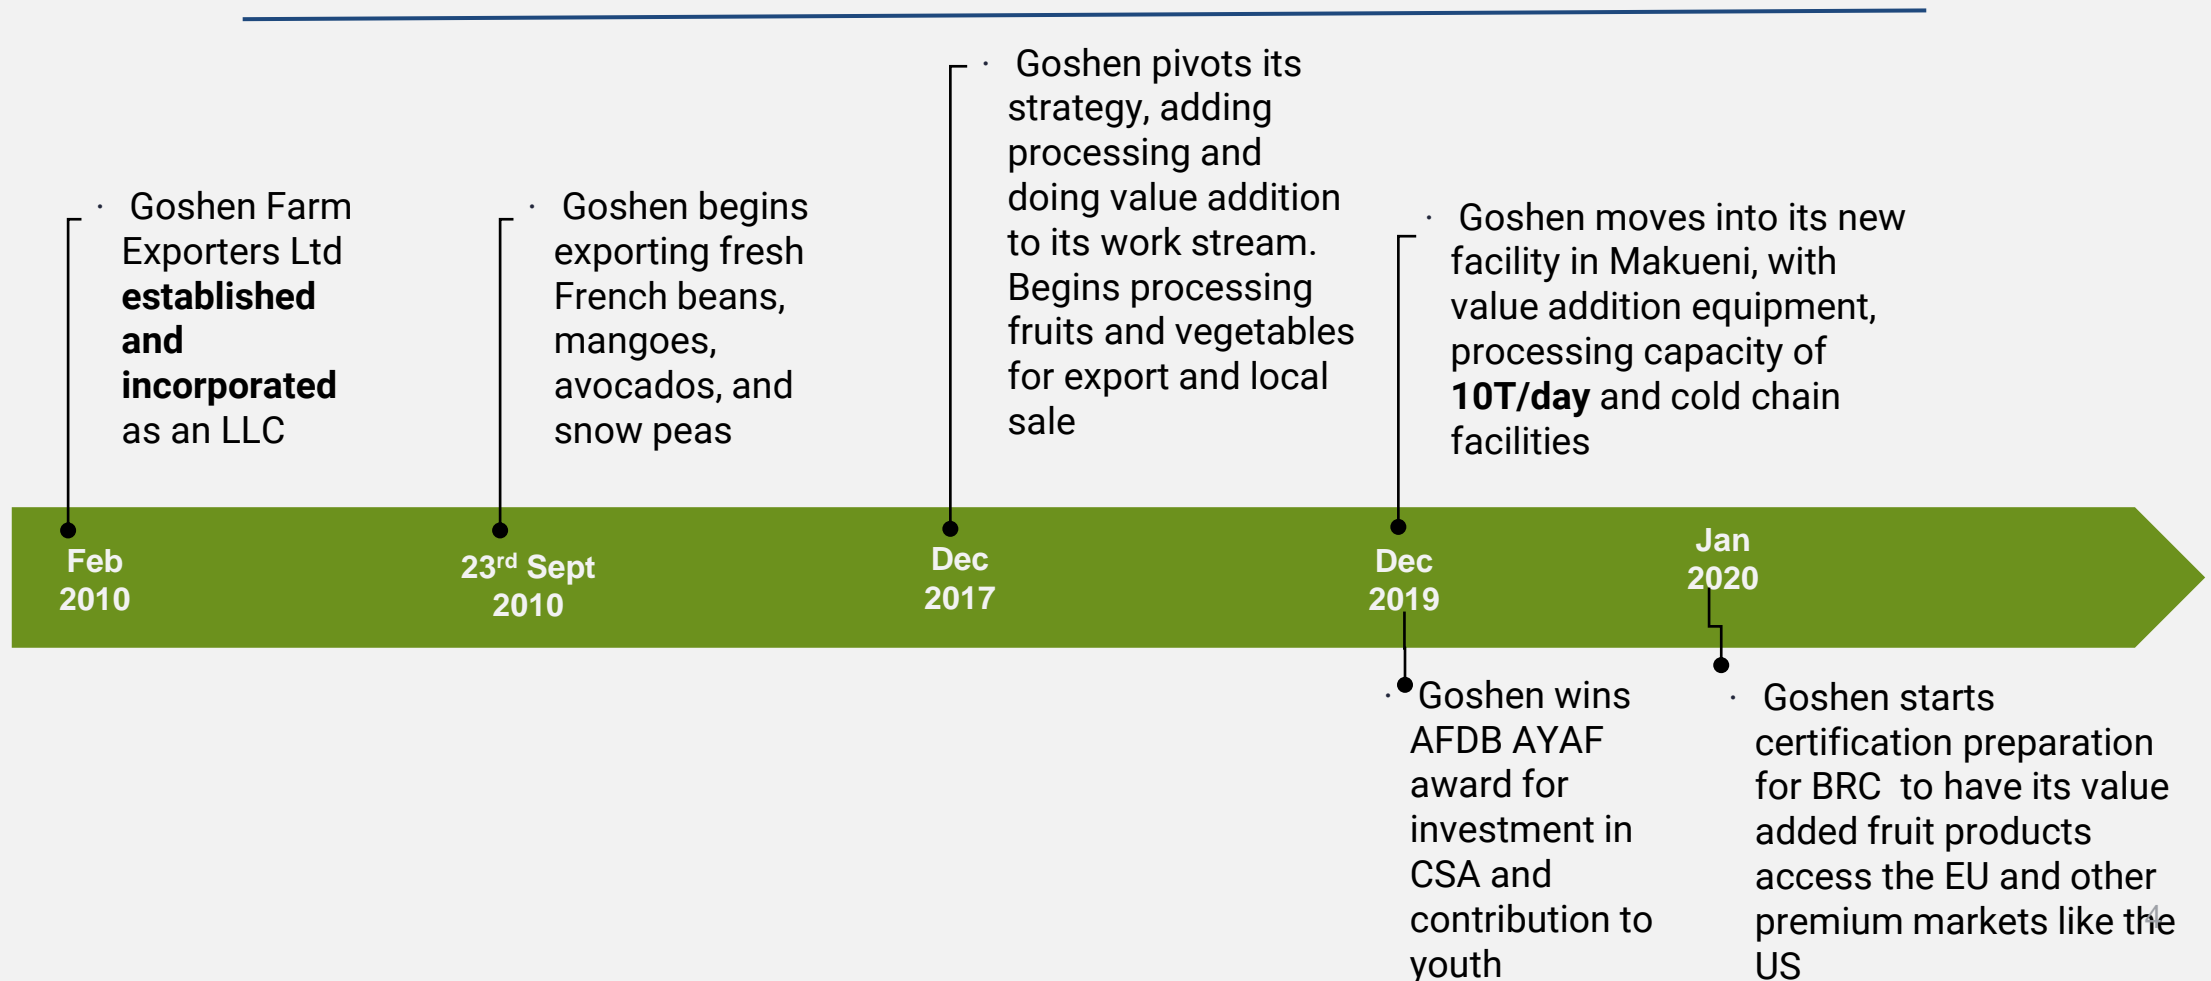 · Goshen Farm
Exporters Ltd
established
and
incorporated
as an LLC
· Goshen begins
exporting fresh
French beans,
mangoes,
avocados, and
snow peas
· Goshen pivots its
strategy, adding
processing and
doing value addition
to its work stream.
Begins processing
fruits and vegetables
for export and local
sale
· Goshen moves into its new
facility in Makueni, with
value addition equipment,
processing capacity of
10T/day and cold chain
facilities
Feb
2010
23rd Sept
2010
Dec
2017
Dec
2019
Jan
2020
· Goshen wins
AFDB AYAF
award for
investment in
CSA and
contribution to
youth
· Goshen starts
certification preparation
for BRC  to have its value
added fruit products
access the EU and other
premium markets like the
US
4